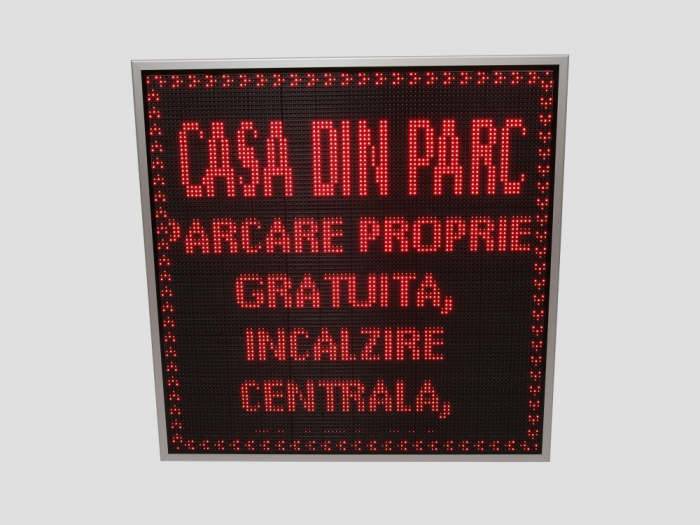 CASA DIN PARC
PARCARE PROPRIE
GRATUITA,
INCALZIRE
CENTRALA,